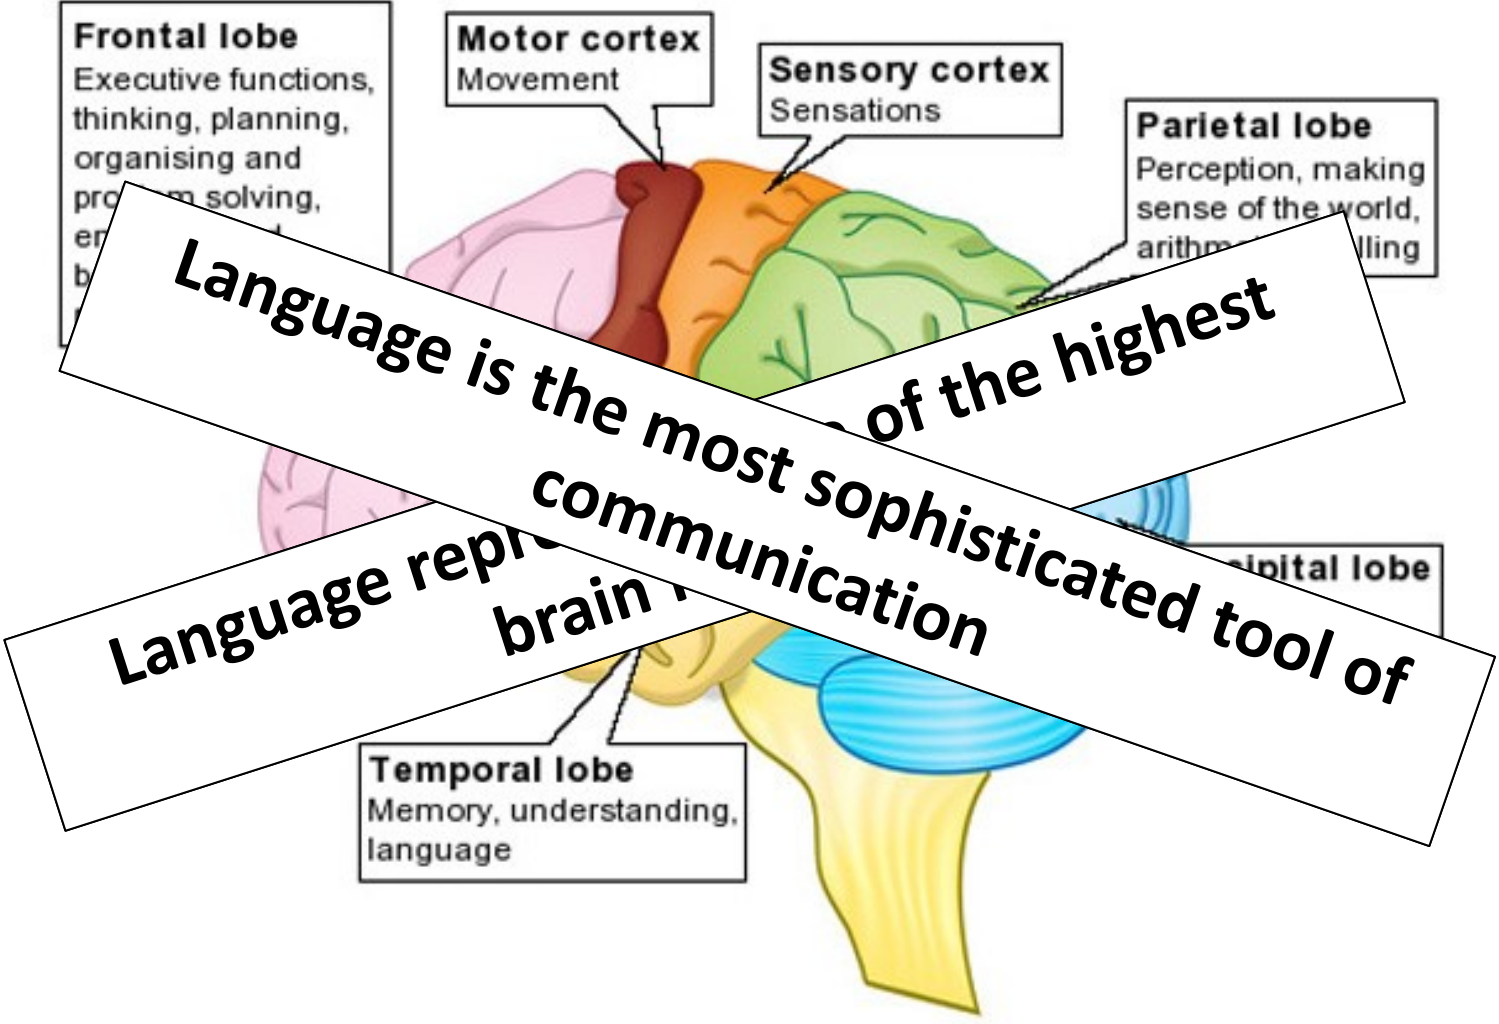 Frontal lobe
Executive functions,
thinking, planning,
organising and
solving,
Motor cortex
Movement
Sensory cortex
Sensations
Parietal lobe
Perception, making
sense of the world,
Language is the most sophisticated tool of
communication
Language of the highest
brain
lobe
Temporal lobe
Memory, understanding,
language